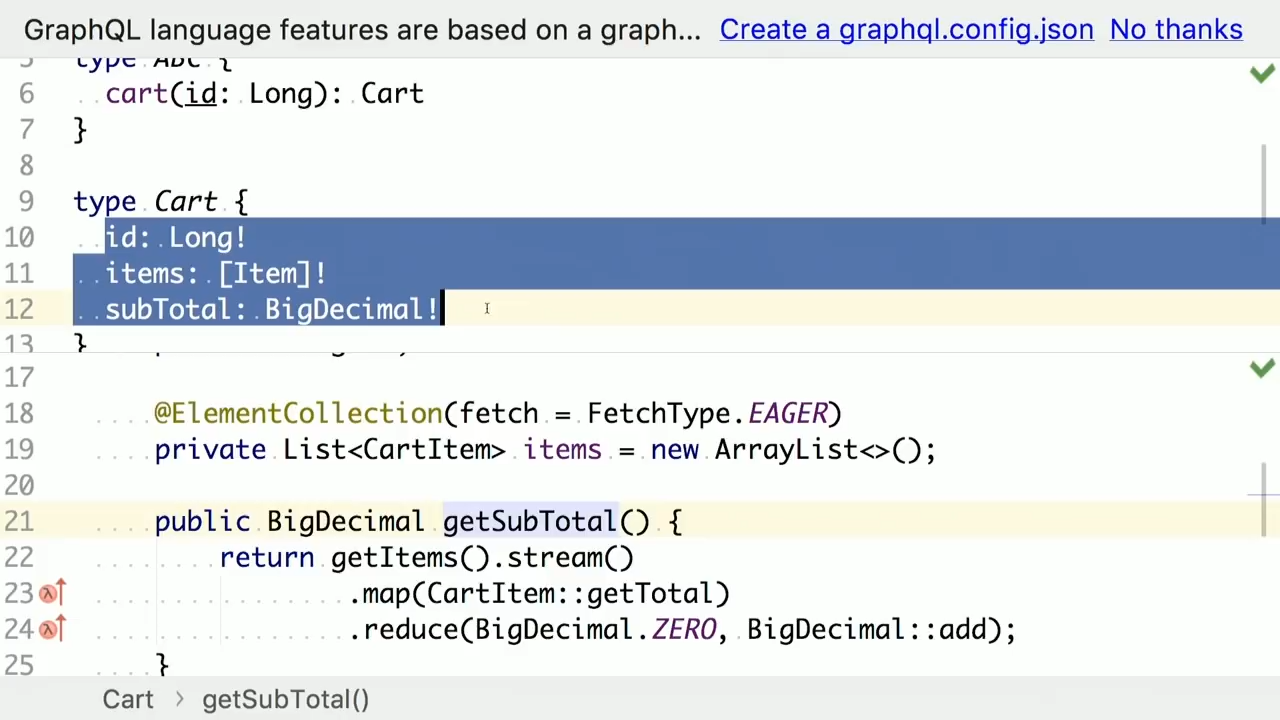 GraphQL language features are based on a graph... Create a graphql.config.json No thanks
5 type ABC {
6 cart(id: Long): Cart
7 }
8
9 type Cart {
10 id: Long!
11 items: [Item]!
12 subTotal: BigDecimal!
13 }
17
18 @ElementCollection(fetch = FetchType.EAGER)
19 private List<CartItem> items = new ArrayList<>();
20
21 public BigDecimal getSubTotal() {
22 return getItems().stream()
23 .map(CartItem::getTotal)
24 .reduce(BigDecimal.ZERO, BigDecimal::add);
25 }
Cart > getSubTotal()